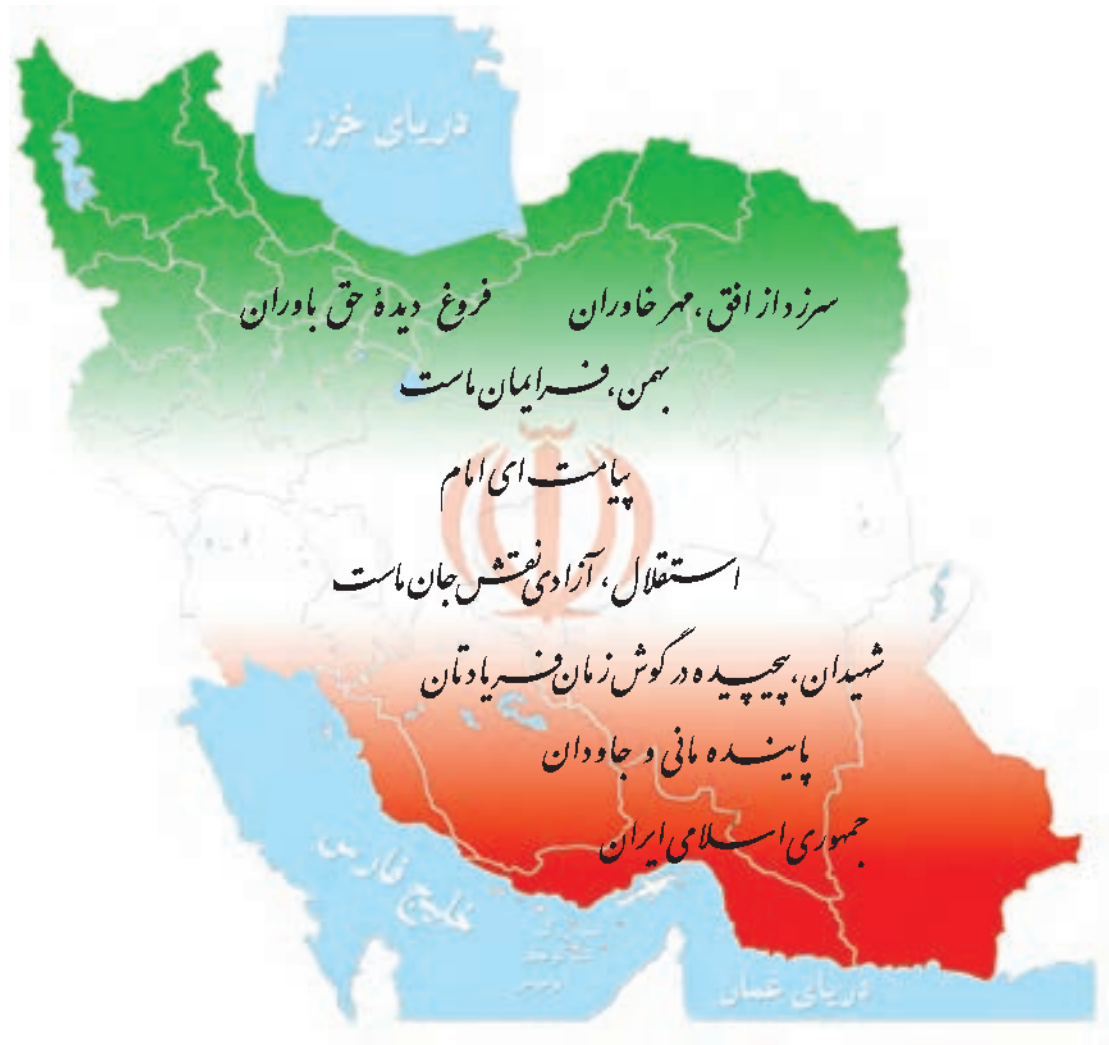 دریای خزر
سر زد از افق، مهر خاوران فروغ دیدهٔ حق باوران
بهمن، فرّ ایمان ماست
پیامت ای امام
استقلال، آزادی نقش جان ماست
شهیدان، پیچیده در گوش زمان فریادتان
پاینده مانی و جاودان
جمهوری اسلامی ایران
خلیج فارس
دریای عمان